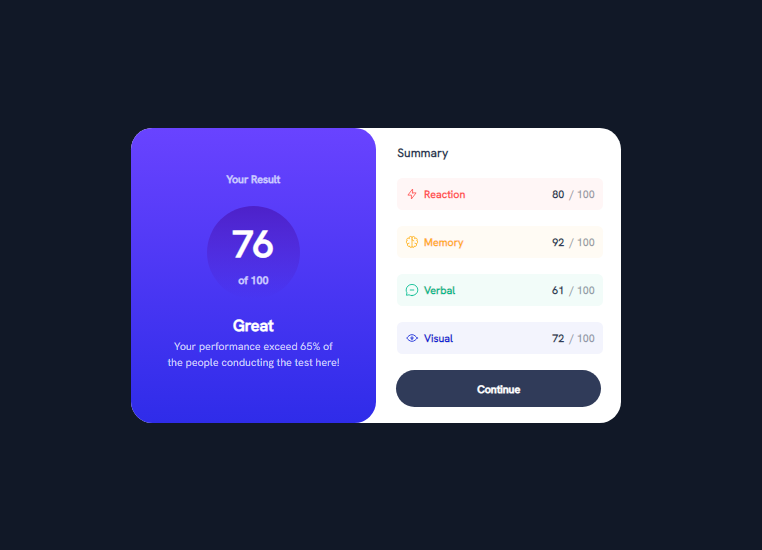 Your Result
76
of 100
Great
Your performance exceed 65% of
the people conducting the test here!
Summary
Reaction 80 / 100
Memory 92 / 100
Verbal 61 / 100
Visual 72 / 100
Continue